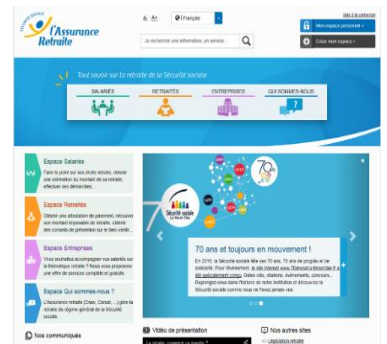 l'Assurance
Retraite
A A+
Français
Aide à la connexion
Mon espace personnel
Je recherche une information, un service...
Créer mon espace
Tout savoir sur la retraite de la Sécurité sociale
SALARIÉS
RETRAITÉS
ENTREPRISES
QUI SOMMES-NOUS
Espace Salariés
Faire le point sur vos droits retraite, obtenir
une estimation du montant de sa retraite,
effectuer ses démarches...
Espace Retraités
Obtenir une attestation de paiement, retrouver
son montant imposable de retraite, obtenir
des conseils de prévention sur le bien vieillir...
Espace Entreprises
Vous souhaitez accompagner vos salariés sur
la thématique retraite ? Nous vous proposons
une offre de services complète et gratuite.
Espace Qui sommes-nous ?
L'Assurance retraite (Cnav, Carsat, ...) gère la
retraite du régime général de la Sécurité
sociale.
70 ans
Sécurité sociale
70 ans et toujours en mouvement !
En 2015, la Sécurité sociale fête ses 70 ans, 70 ans de progrès et de
solidarité. Pour l'événement, le site internet www.70anssecuritesociale.fr a
été spécialement conçu. Dates clés, citations, événements, concours...
Replongez-vous dans l'histoire de notre institution et découvrez la
Sécurité sociale comme vous ne l'avez jamais vue.
Nos communiqués
Vidéo de présentation
Nos autres sites
Législation retraite